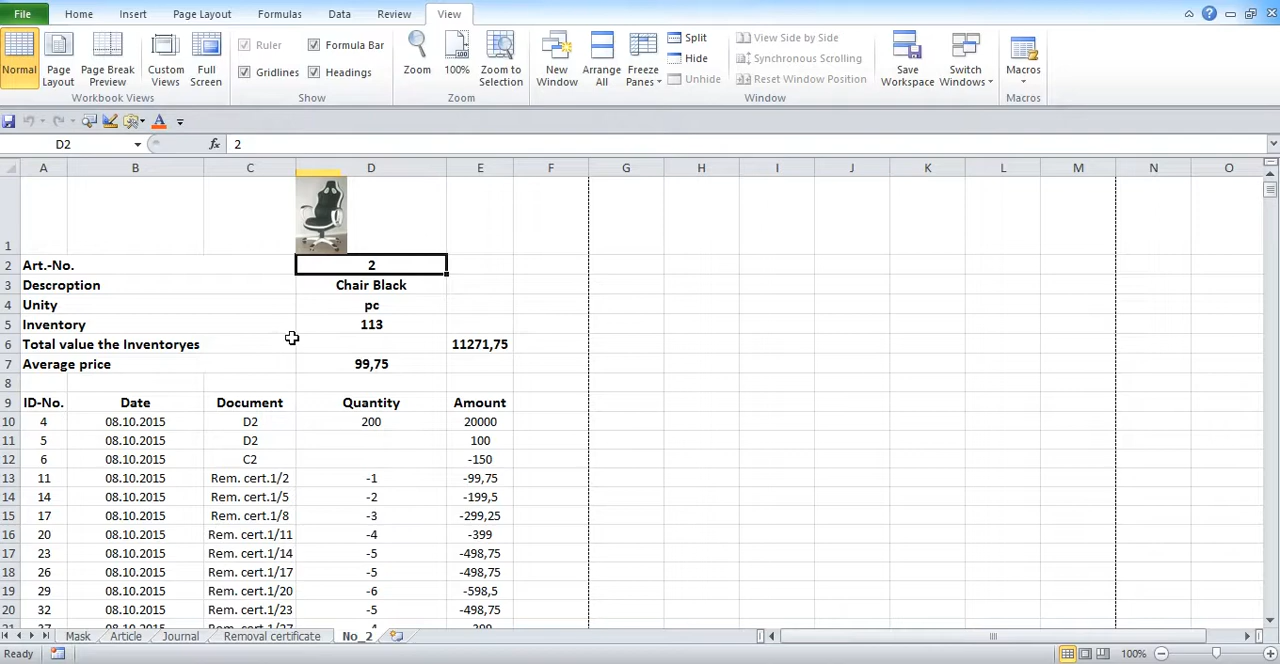 File Home Insert Page Layout Formulas Data Review View
Normal Page Layout Page Break Preview Custom Views Full Screen
Workbook Views
Ruler Formula Bar
Gridlines Headings
Show
Zoom 100% Zoom to Selection
Zoom
New Window Arrange All Freeze Panes
Split
Hide
Unhide
View Side by Side
Synchronous Scrolling
Reset Window Position
Window
Save Workspace Switch Windows
Macros
Macros
D2 fx 2
A B C D E F G H I J K L M N O
1
2 Art.-No. 2
3 Descroption Chair Black
4 Unity pc
5 Inventory 113
6 Total value the Inventoryes 11271,75
7 Average price 99,75
8
9 ID-No. Date Document Quantity Amount
10 4 08.10.2015 D2 200 20000
11 5 08.10.2015 D2 100
12 6 08.10.2015 C2 -150
13 11 08.10.2015 Rem. cert.1/2 -1 -99,75
14 14 08.10.2015 Rem. cert.1/5 -2 -199,5
15 17 08.10.2015 Rem. cert.1/8 -3 -299,25
16 20 08.10.2015 Rem. cert.1/11 -4 -399
17 23 08.10.2015 Rem. cert.1/14 -5 -498,75
18 26 08.10.2015 Rem. cert.1/17 -5 -498,75
19 29 08.10.2015 Rem. cert.1/20 -6 -598,5
20 32 08.10.2015 Rem. cert.1/23 -5 -498,75
Mask Article Journal Removal certificate No_2
Ready 100%